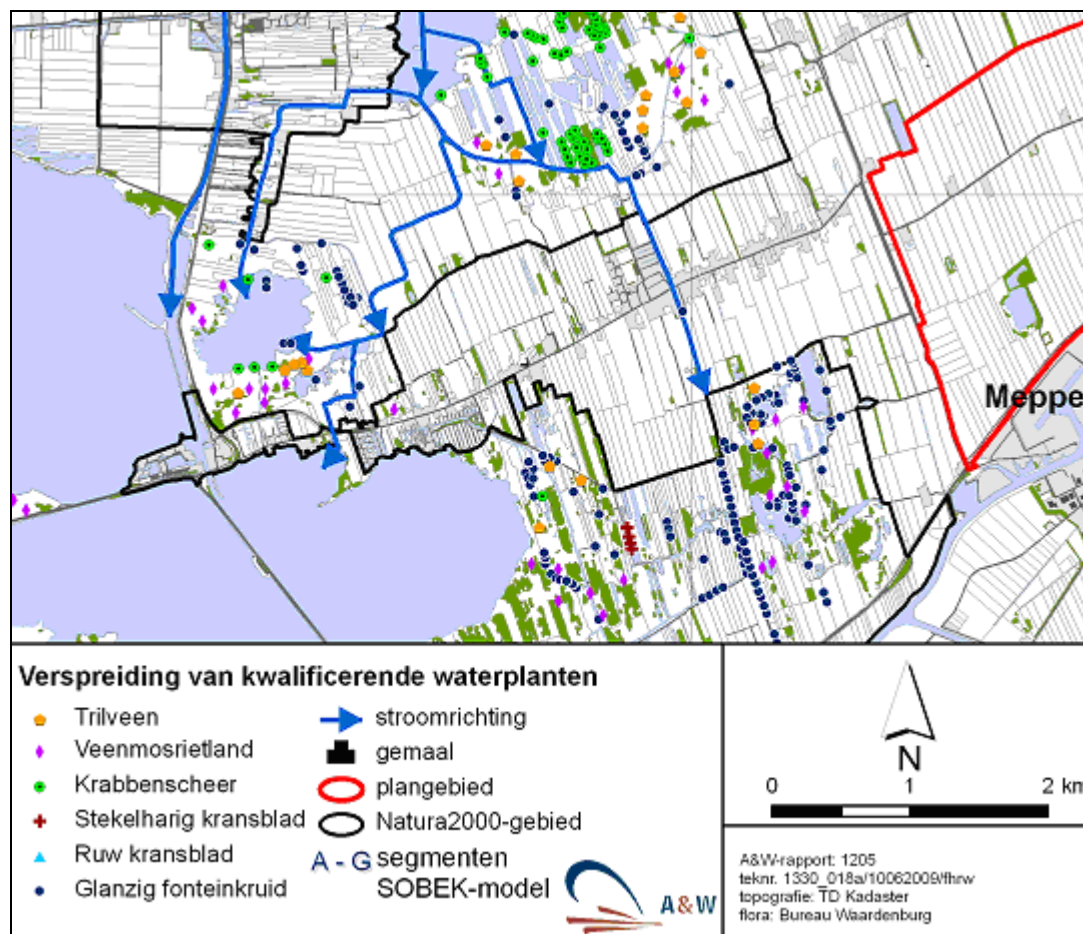 Meppe
Verspreiding van kwalificerende waterplanten
Trilveen
Veenmosrietland
Krabbenscheer
Stekelharig kransblad
Ruw kransblad
Glanzig fonteinkruid
stroomrichting
gemaal
plangebied
Natura2000-gebied
A - G segmenten
SOBEK-model
A&W
N
0 1 2 km
A&W-rapport: 1205
teknr. 1330_018a/10062009/fhrw
topografie: TD Kadaster
flora: Bureau Waardenburg